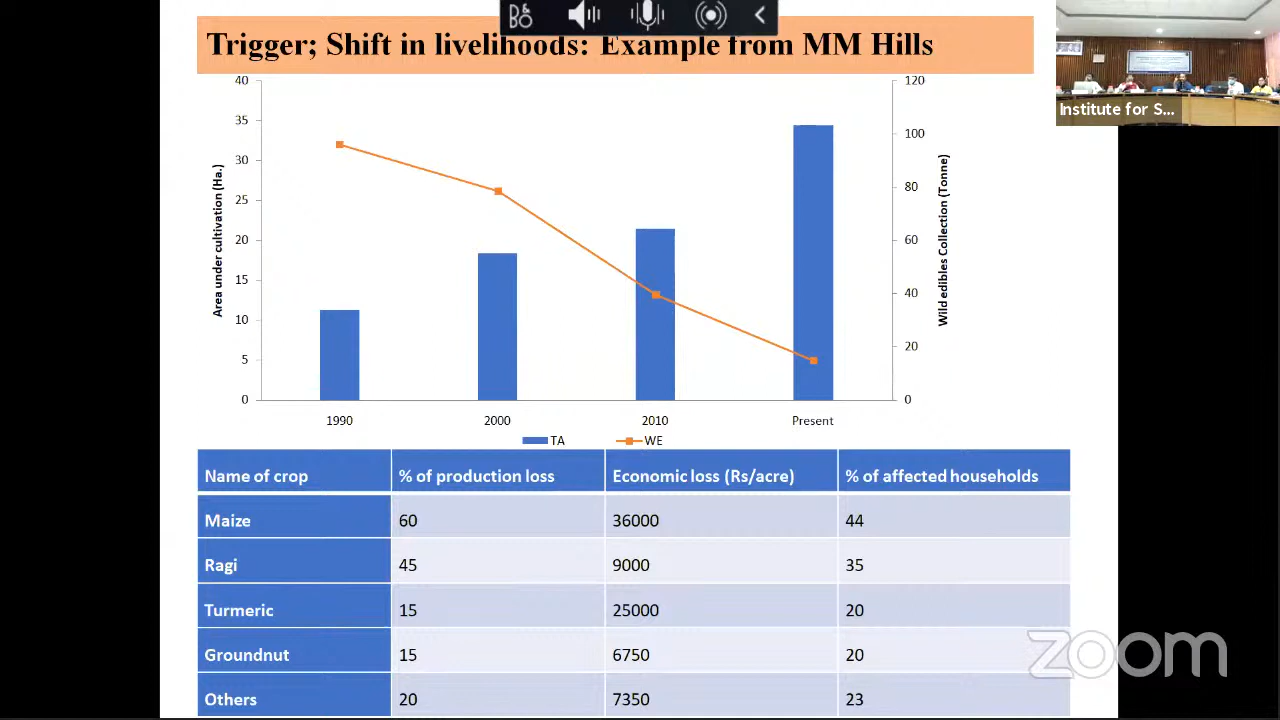 Trigger; Shift in livelihoods: Example from MM Hills
Institute for S...
40
35
30
25
20
15
10
5
0
Area under cultivation (Ha.)
120
100
80
60
40
20
0
Wild edibles Collection (Tonne)
1990 2000 2010 Present
TA WE
Name of crop % of production loss Economic loss (Rs/acre) % of affected households
Maize 60 36000 44
Ragi 45 9000 35
Turmeric 15 25000 20
Groundnut 15 6750 20
Others 20 7350 23
zoom